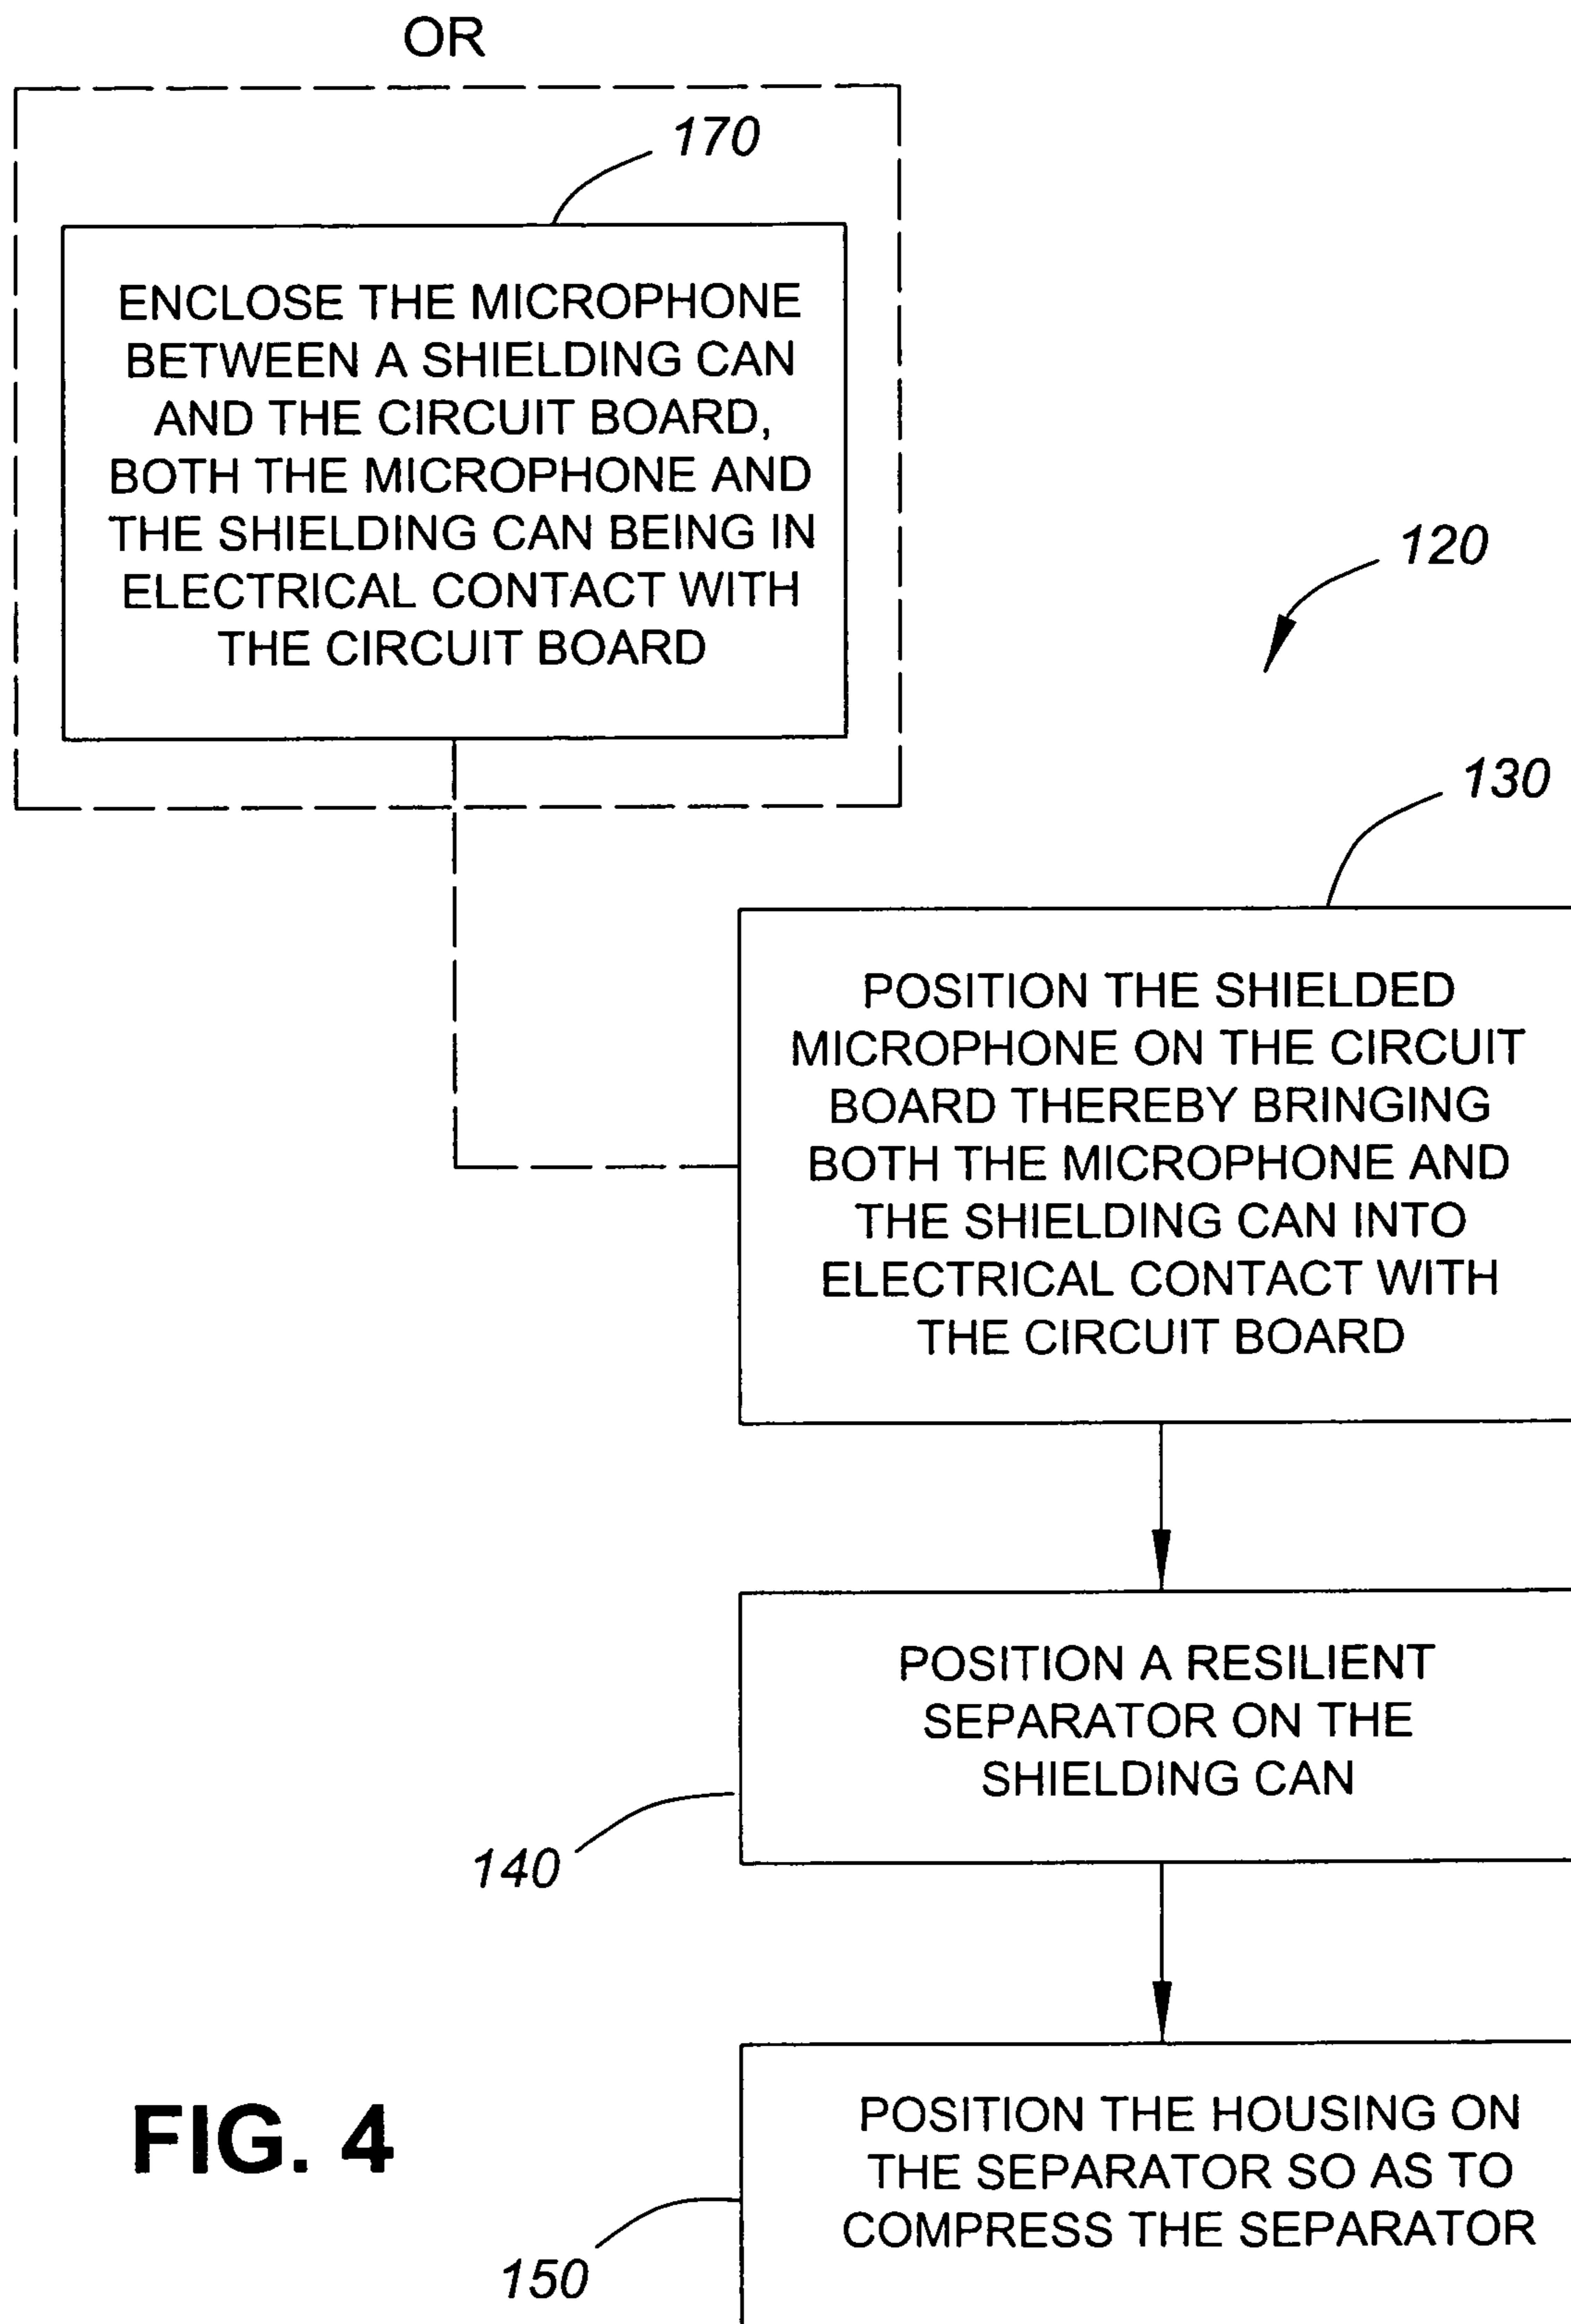 OR
170
ENCLOSE THE MICROPHONE
BETWEEN A SHIELDING CAN
AND THE CIRCUIT BOARD,
BOTH THE MICROPHONE AND
THE SHIELDING CAN BEING IN
ELECTRICAL CONTACT WITH
THE CIRCUIT BOARD
120
130
POSITION THE SHIELDED
MICROPHONE ON THE CIRCUIT
BOARD THEREBY BRINGING
BOTH THE MICROPHONE AND
THE SHIELDING CAN INTO
ELECTRICAL CONTACT WITH
THE CIRCUIT BOARD
POSITION A RESILIENT
SEPARATOR ON THE
SHIELDING CAN
140
POSITION THE HOUSING ON
THE SEPARATOR SO AS TO
COMPRESS THE SEPARATOR
150
FIG. 4